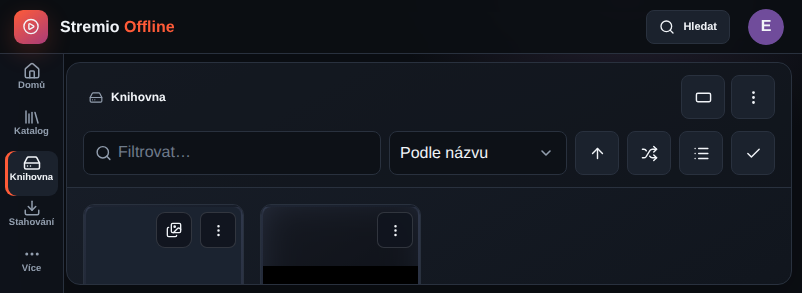 Stremio Offline
Hledat
E
Domů
Katalog
Knihovna
Stahování
Více
Knihovna
Filtrovat…
Podle názvu